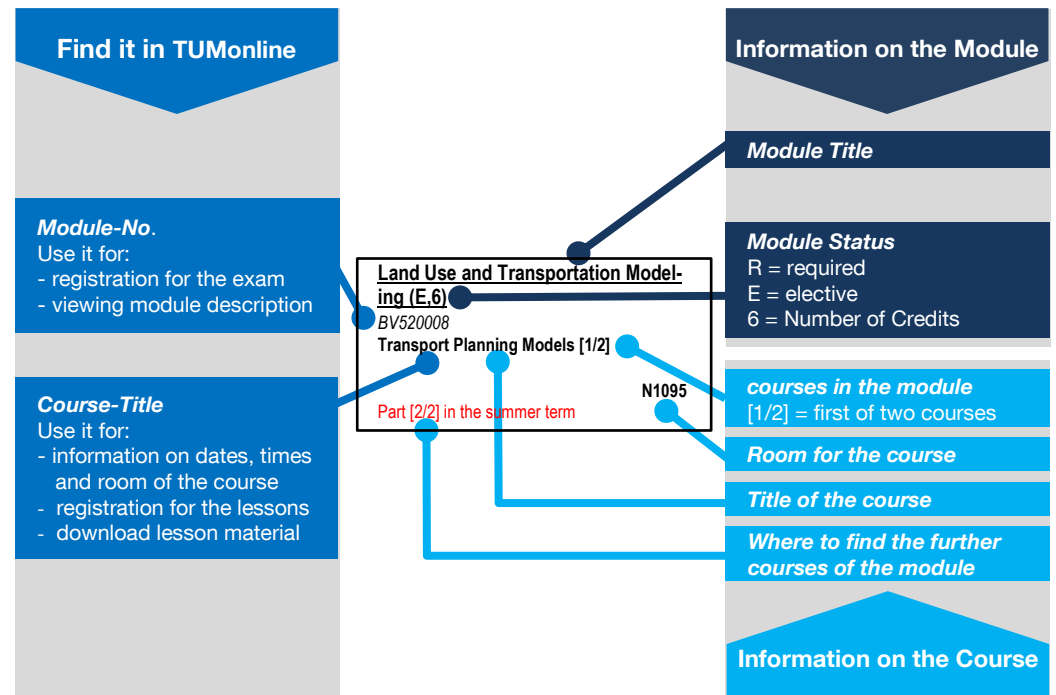 Find it in TUMonline
Module-No.
Use it for:
- registration for the exam
- viewing module description
Course-Title
Use it for:
- information on dates, times
and room of the course
- registration for the lessons
- download lesson material
Land Use and Transportation Model-
ing (E,6)
BV520008
Transport Planning Models [1/2]
N1095
Part [2/2] in the summer term
Information on the Module
Module Title
Module Status
R = required
E = elective
6 = Number of Credits
courses in the module
[1/2] = first of two courses
Room for the course
Title of the course
Where to find the further
courses of the module
Information on the Course